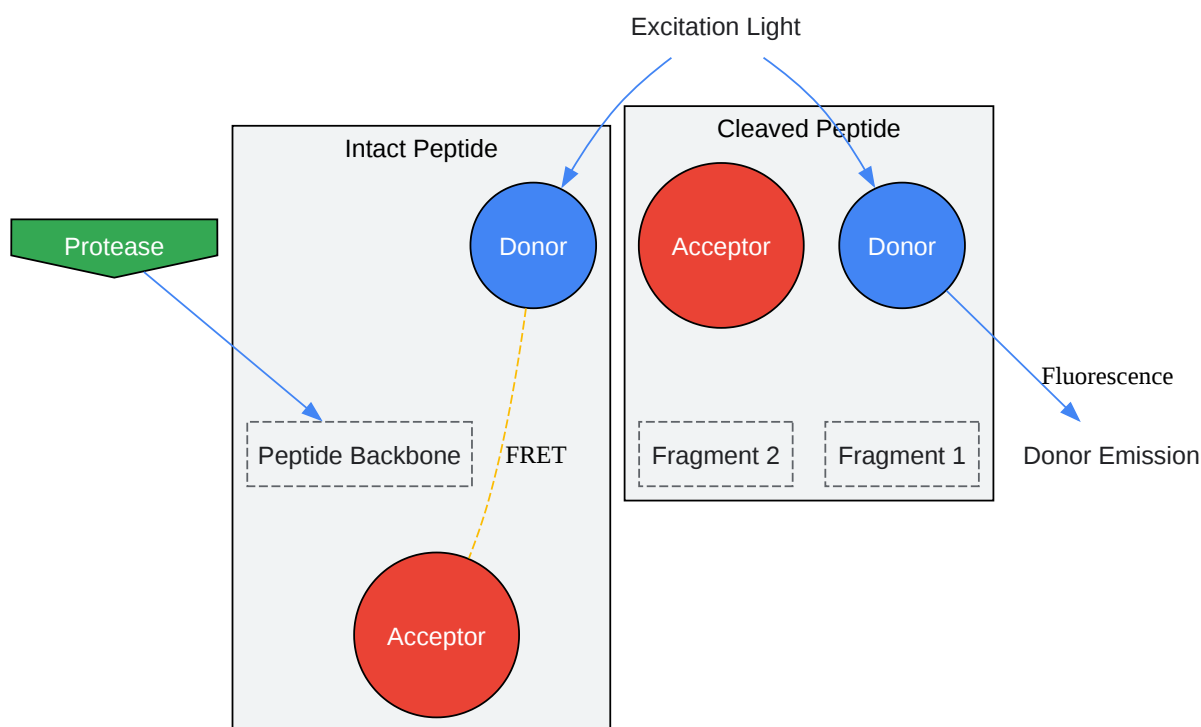 Excitation Light
Intact Peptide
Cleaved Peptide
Protease
Donor
Acceptor
Donor
Fluorescence
Peptide Backbone
FRET
Fragment 2
Fragment 1
Donor Emission
Acceptor